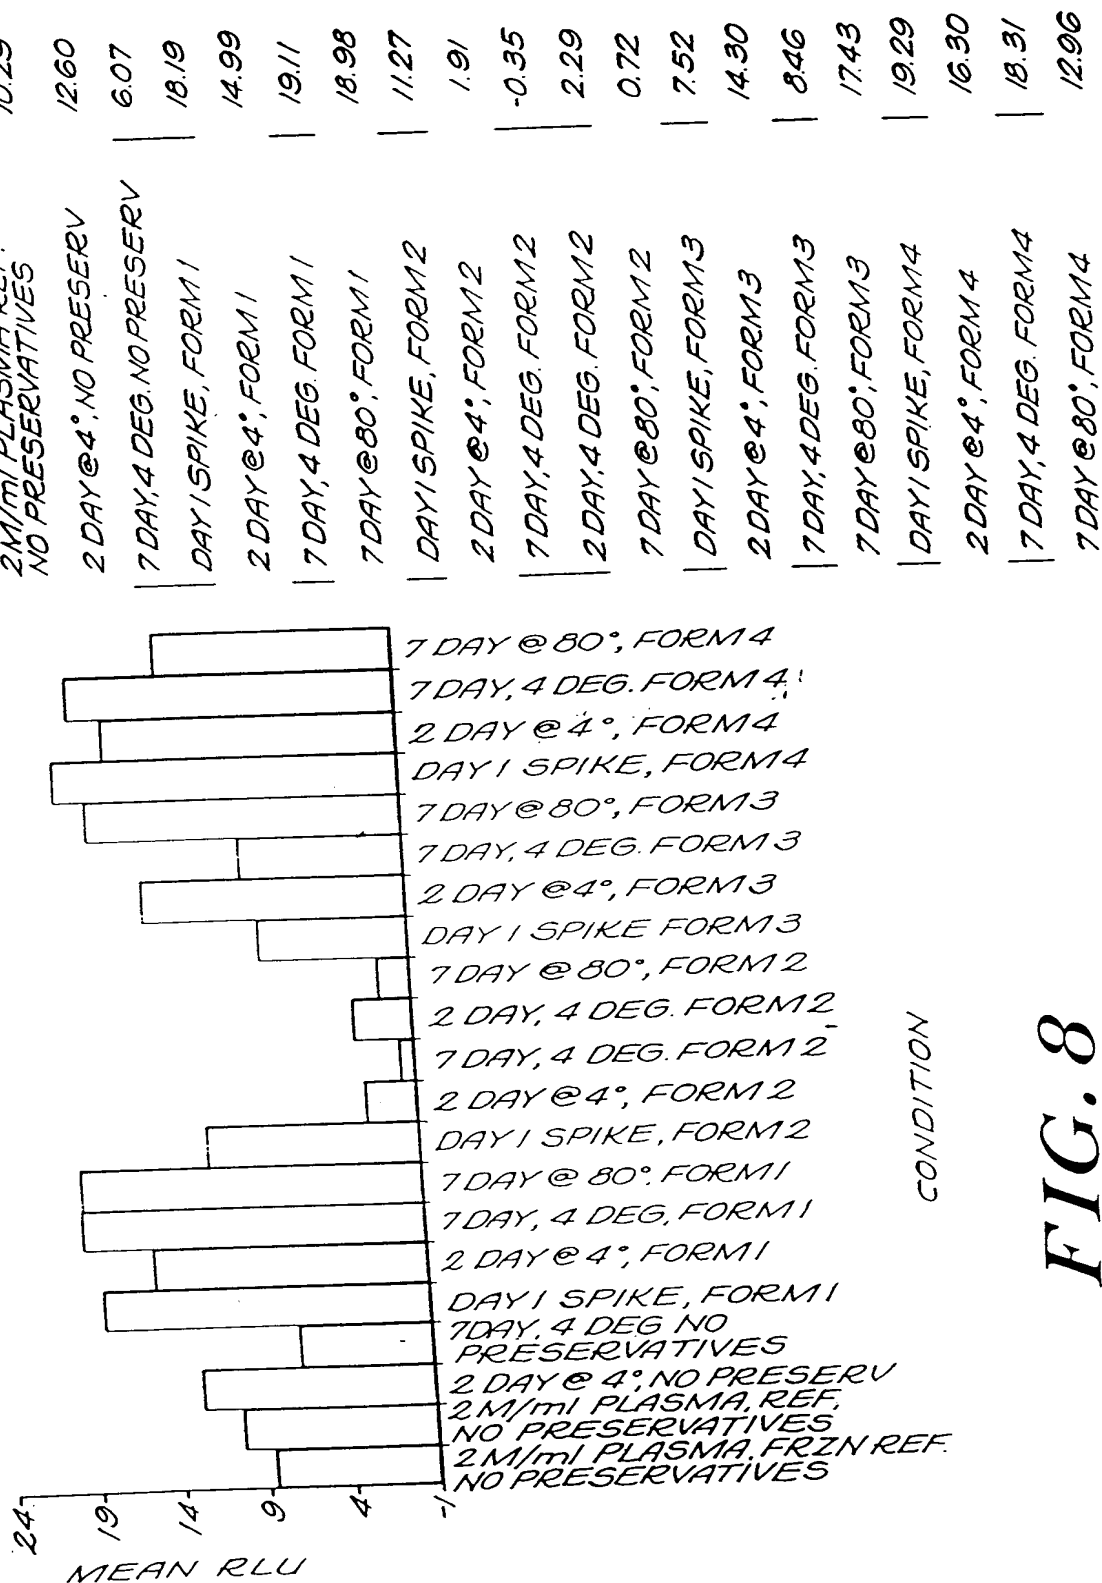 MEAN RLU
24
19
14
9
4
-1
2M/ml PLASMA, FRZN REF.
NO PRESERVATIVES
2M/ml PLASMA, REF,
NO PRESERVATIVES
2 DAY @ 4°, NO PRESERV
7 DAY, 4 DEG NO
PRESERVATIVES
DAY 1 SPIKE, FORM 1
2 DAY @ 4°, FORM 1
7 DAY, 4 DEG, FORM 1
7 DAY @ 80°, FORM 1
DAY 1 SPIKE, FORM 2
2 DAY @ 4°, FORM 2
7 DAY, 4 DEG. FORM 2
2 DAY, 4 DEG. FORM 2
7 DAY @ 80°, FORM 2
DAY 1 SPIKE FORM 3
2 DAY @ 4°, FORM 3
7 DAY, 4 DEG. FORM 3
7 DAY @ 80°, FORM 3
DAY 1 SPIKE, FORM 4
2 DAY @ 4°, FORM 4
7 DAY, 4 DEG. FORM 4
7 DAY @ 80°, FORM 4
CONDITION
2M/ml PLASMA REF.
NO PRESERVATIVES 10.29
2 DAY @ 4°, NO PRESERV 12.60
7 DAY, 4 DEG. NO PRESERV 6.07
DAY 1 SPIKE, FORM 1 18.19
2 DAY @ 4°, FORM 1 14.99
7 DAY, 4 DEG. FORM 1 19.11
7 DAY @ 80°, FORM 1 18.98
DAY 1 SPIKE, FORM 2 11.27
2 DAY @ 4°, FORM 2 1.91
7 DAY, 4 DEG. FORM 2 -0.35
2 DAY, 4 DEG. FORM 2 2.29
7 DAY @ 80°, FORM 2 0.72
DAY 1 SPIKE, FORM 3 7.52
2 DAY @ 4°, FORM 3 14.30
7 DAY, 4 DEG. FORM 3 8.46
7 DAY @ 80°, FORM 3 17.43
DAY 1 SPIKE, FORM 4 19.29
2 DAY @ 4°, FORM 4 16.30
7 DAY, 4 DEG. FORM 4 18.31
7 DAY @ 80°, FORM 4 12.96
FIG. 8